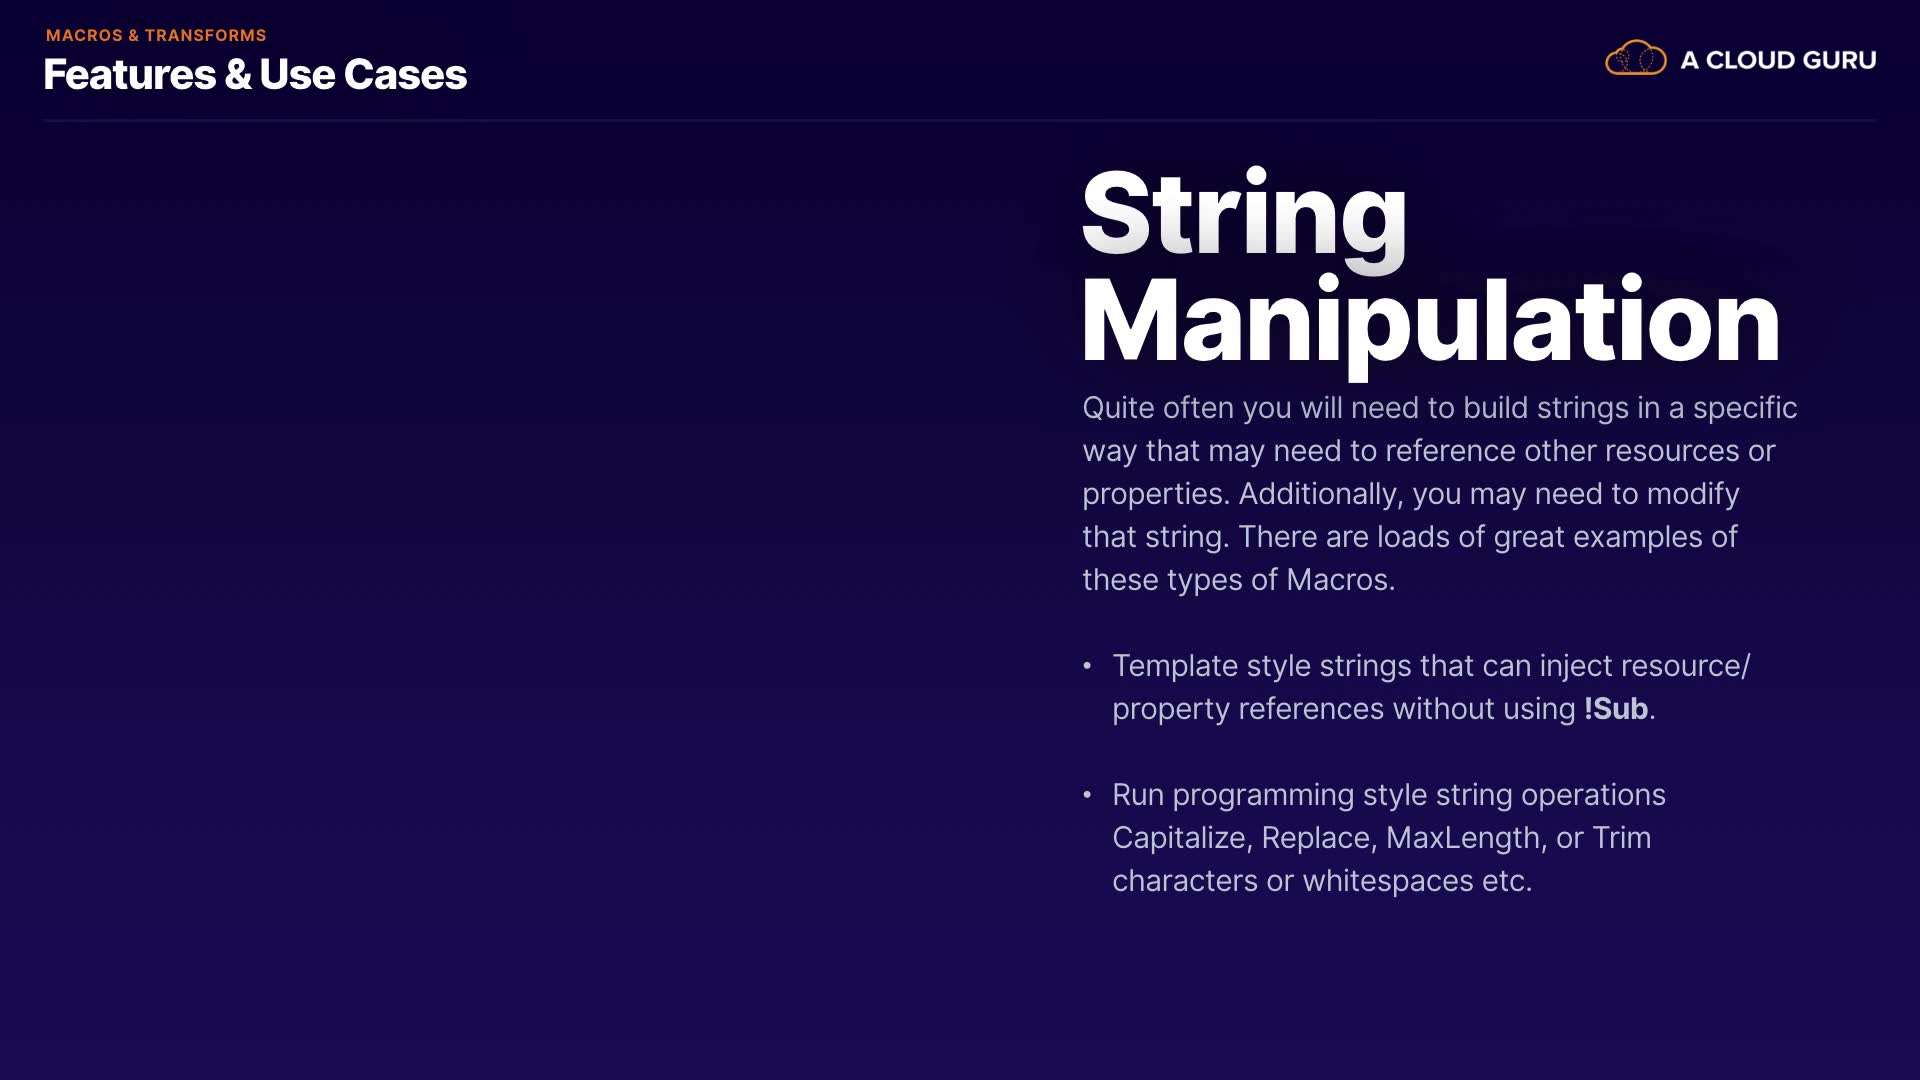 MACROS & TRANSFORMS
Features & Use Cases
A CLOUD GURU
String
Manipulation
Quite often you will need to build strings in a specific
way that may need to reference other resources or
properties. Additionally, you may need to modify
that string. There are loads of great examples of
these types of Macros.
• Template style strings that can inject resource/
property references without using !Sub.
• Run programming style string operations
Capitalize, Replace, MaxLength, or Trim
characters or whitespaces etc.